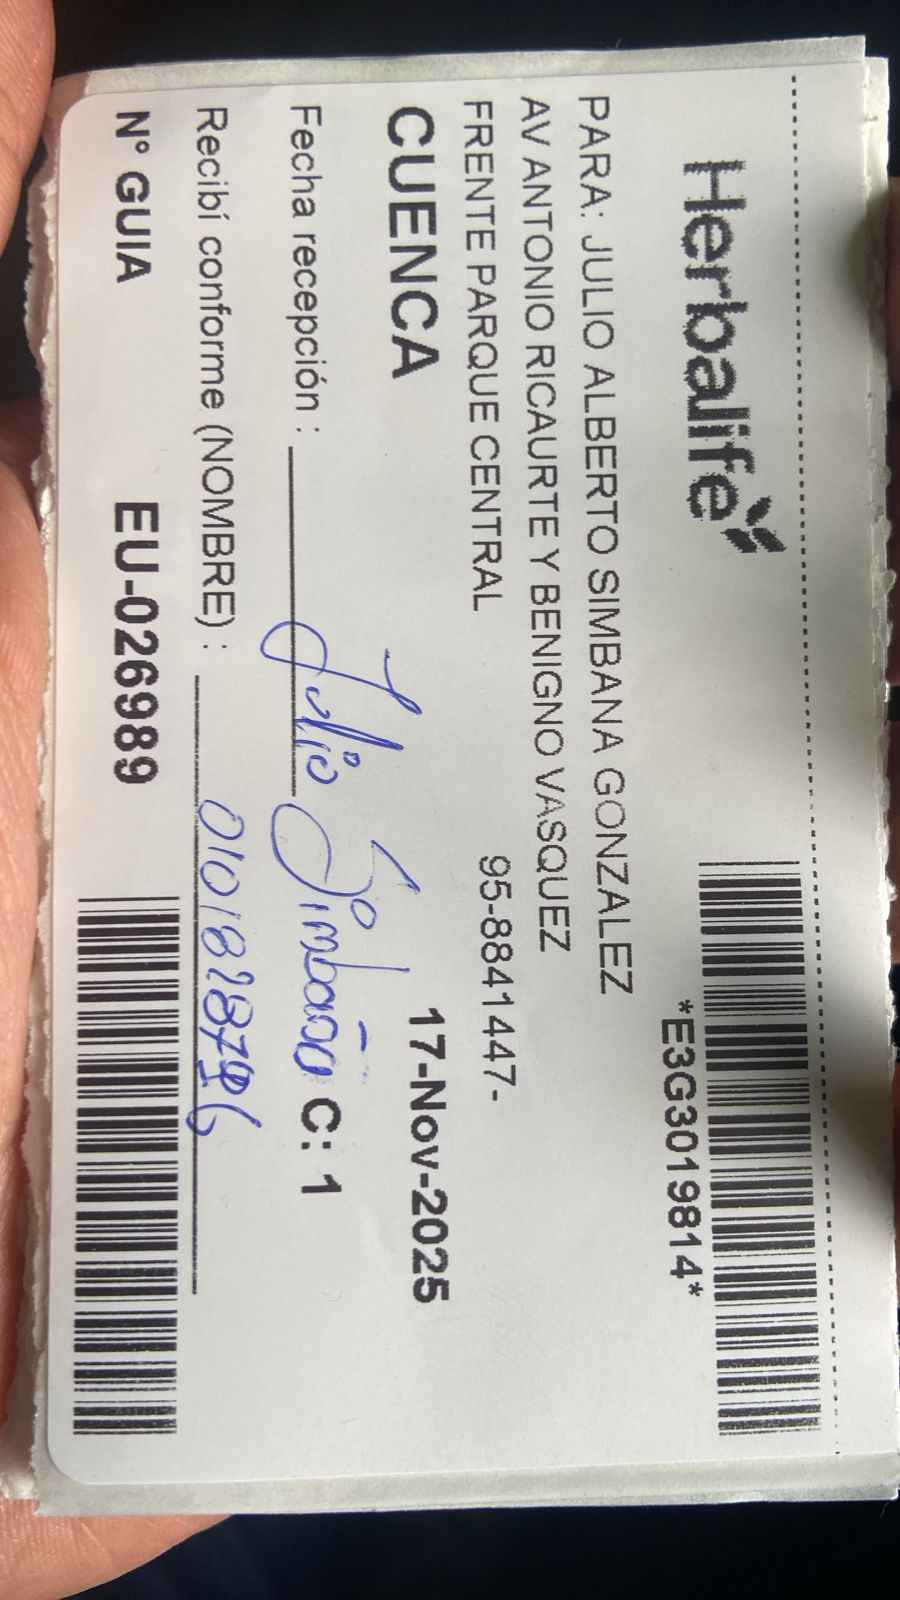 Herbalife
*E3G3019814*
PARA: JULIO ALBERTO SIMBANA GONZALEZ
AV ANTONIO RICAURTE Y BENIGNO VASQUEZ
FRENTE PARQUE CENTRAL 95-8841447-
CUENCA 17-Nov-2025
Fecha recepción : Julio Simbaña C: 1
Recibí conforme (NOMBRE) :
N° GUIA EU-026989